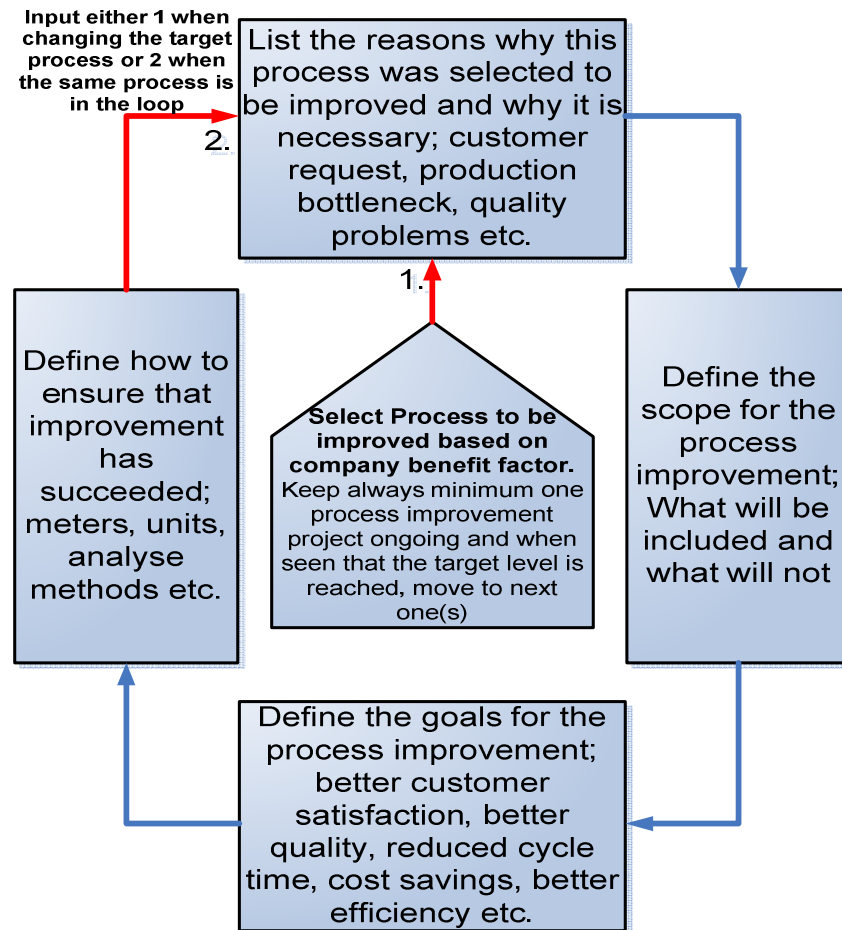 Input either 1 when
changing the target
process or 2 when
the same process is
in the loop
2.
List the reasons why this
process was selected to
be improved and why it is
necessary; customer
request, production
bottleneck, quality
problems etc.
1.
Select Process to be
improved based on
company benefit factor.
Keep always minimum one
process improvement
project ongoing and when
seen that the target level is
reached, move to next
one(s)
Define the
scope for the
process
improvement;
What will be
included and
what will not
Define the goals for the
process improvement;
better customer
satisfaction, better
quality, reduced cycle
time, cost savings, better
efficiency etc.
Define how to
ensure that
improvement
has
succeeded;
meters, units,
analyse
methods etc.